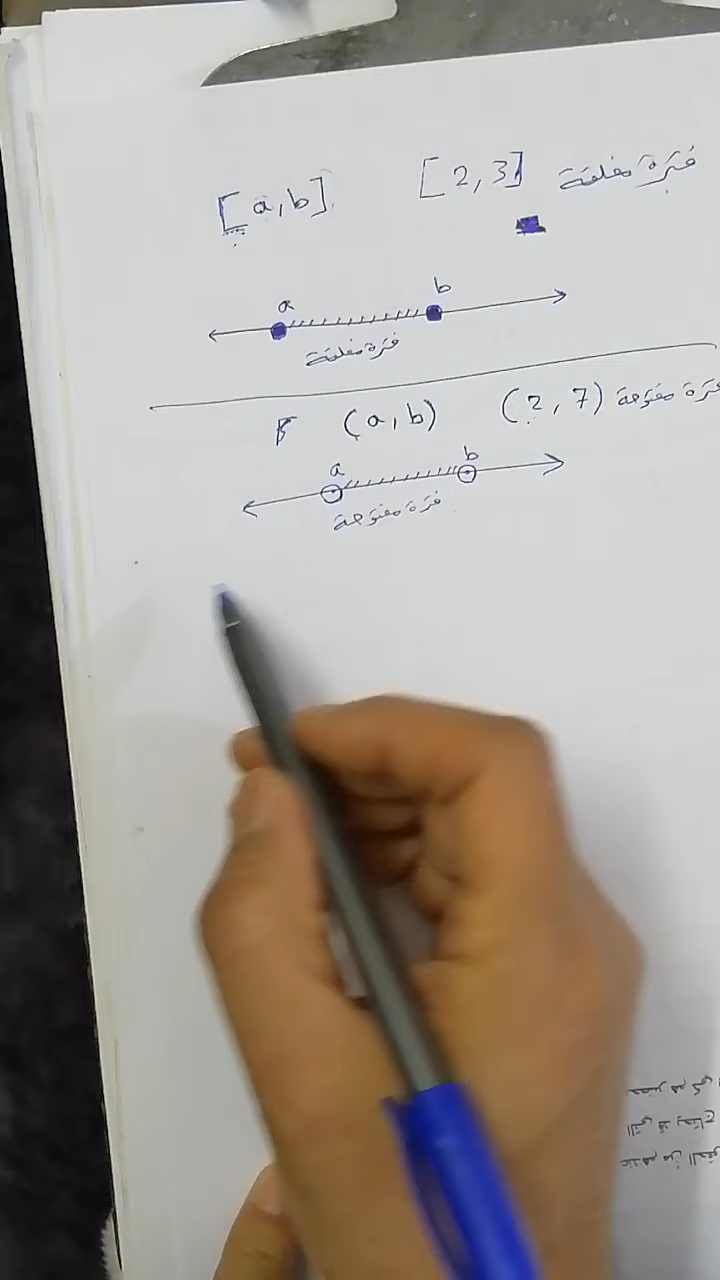 [a,b] [2,3] فترة مغلقة
a b
فترة مغلقة
(a,b) (2,7) فترة مفتوحة
a b
فترة مفتوحة